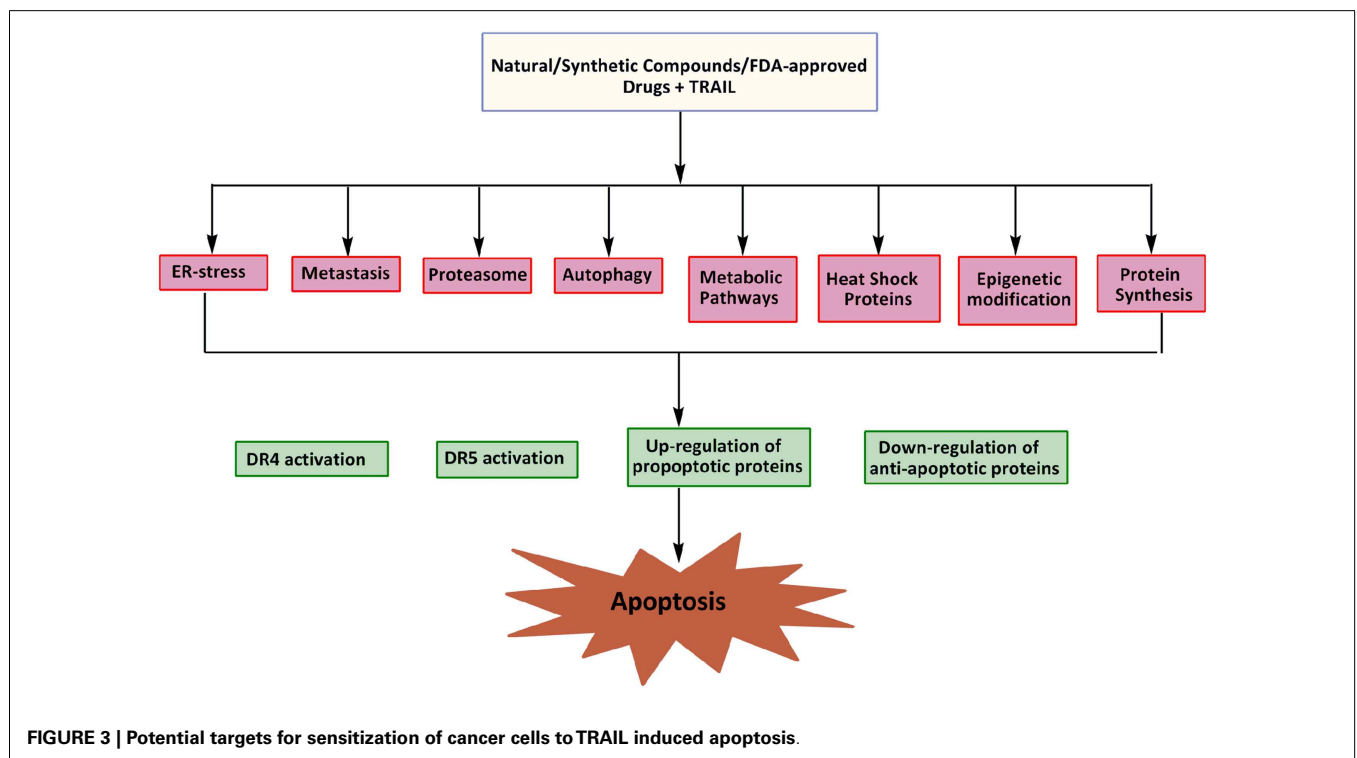 Natural/Synthetic Compounds/FDA-approved
Drugs + TRAIL
ER-stress
Metastasis
Proteasome
Autophagy
Metabolic
Pathways
Heat Shock
Proteins
Epigenetic
modification
Protein
Synthesis
DR4 activation
DR5 activation
Up-regulation of
propoptotic proteins
Down-regulation of
anti-apoptotic proteins
Apoptosis
FIGURE 3 | Potential targets for sensitization of cancer cells to TRAIL induced apoptosis.